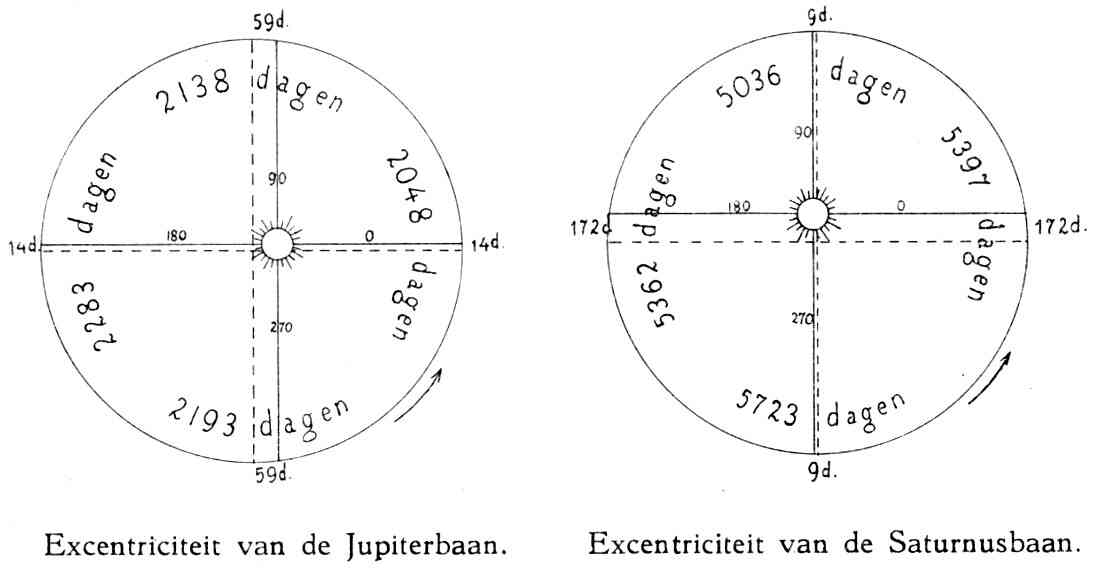 59d.
2138 dagen
2048 dagen
90
14d.
180
0
14d.
2283 dagen
270
2193 dagen
59d.
Excentriciteit van de Jupiterbaan.
9d.
5036 dagen
5397 dagen
90
172d
180
0
172d.
5362 dagen
270
5723 dagen
9d.
Excentriciteit van de Saturnusbaan.